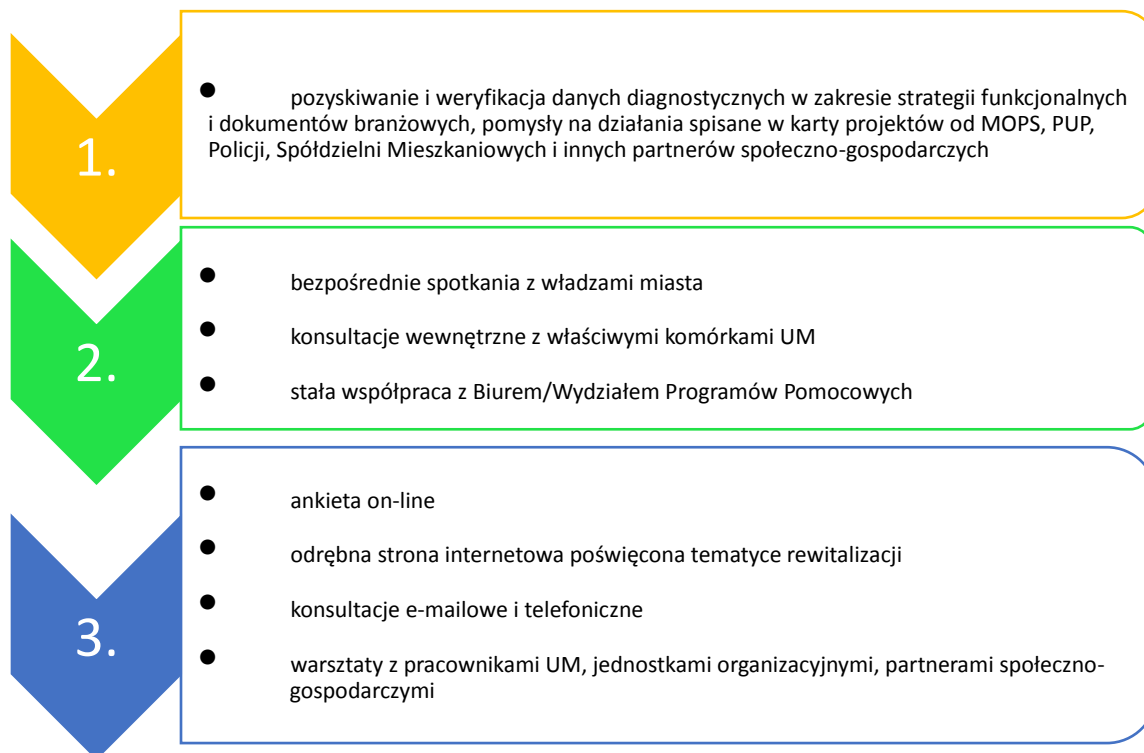 1.
● pozyskiwanie i weryfikacja danych diagnostycznych w zakresie strategii funkcjonalnych
i dokumentów branżowych, pomysły na działania spisane w karty projektów od MOPS, PUP,
Policji, Spółdzielni Mieszkaniowych i innych partnerów społeczno-gospodarczych
2.
● bezpośrednie spotkania z władzami miasta
● konsultacje wewnętrzne z właściwymi komórkami UM
● stała współpraca z Biurem/Wydziałem Programów Pomocowych
3.
● ankieta on-line
● odrębna strona internetowa poświęcona tematyce rewitalizacji
● konsultacje e-mailowe i telefoniczne
● warsztaty z pracownikami UM, jednostkami organizacyjnymi, partnerami społeczno-
gospodarczymi